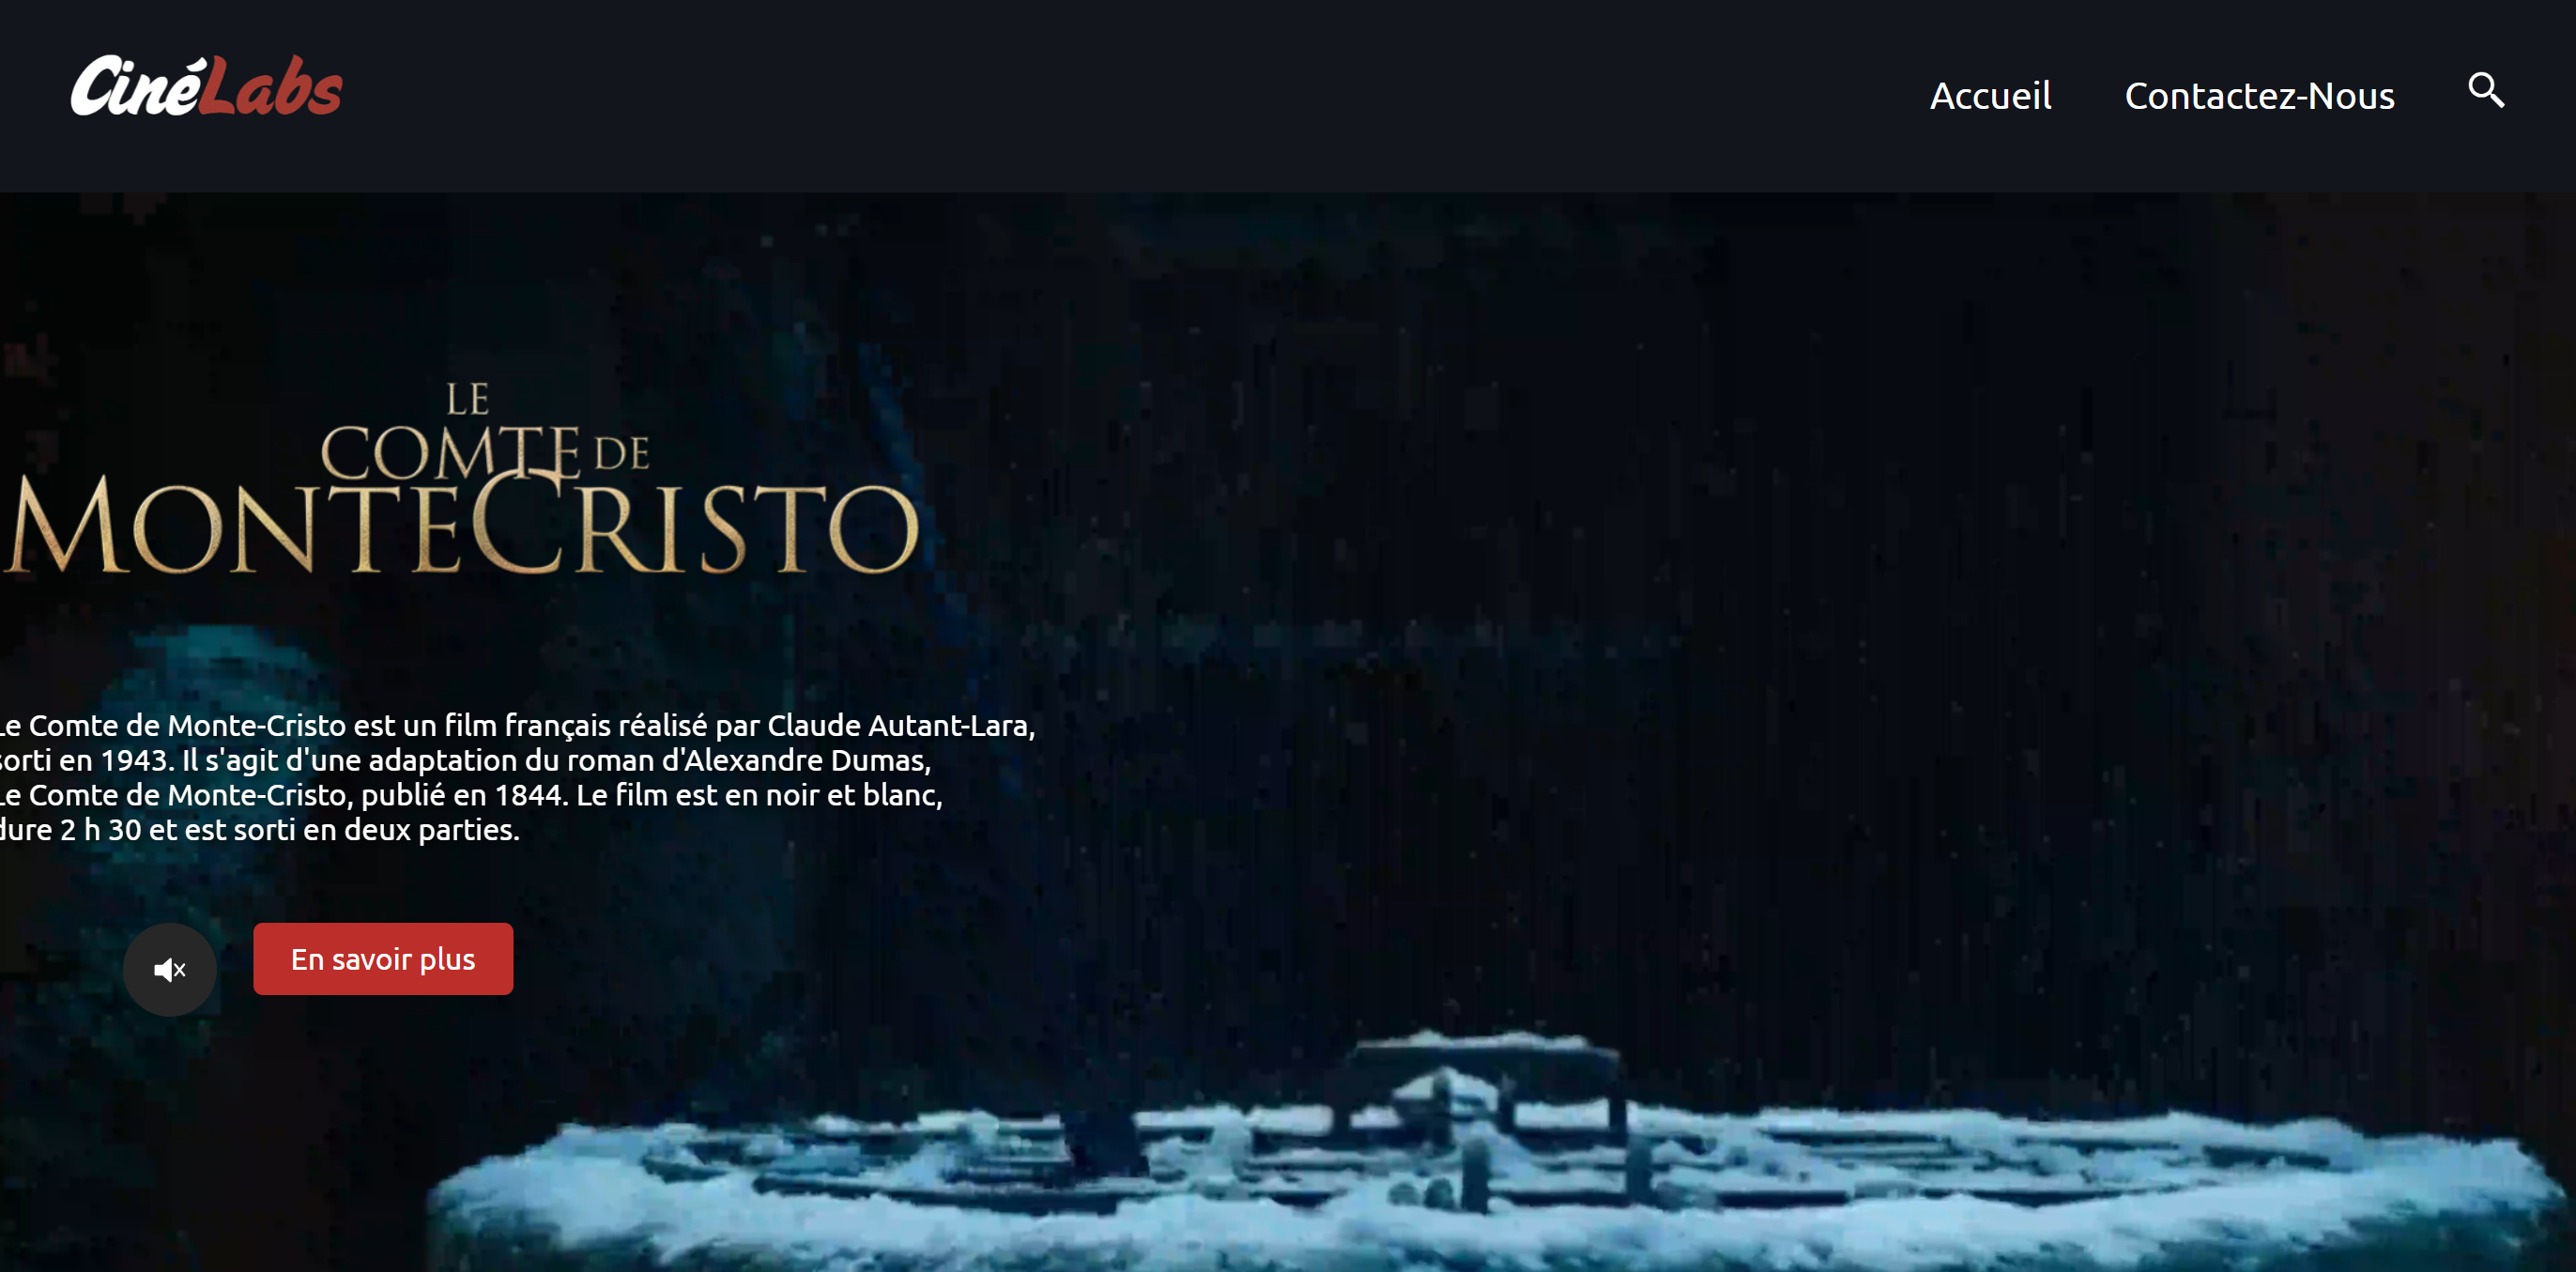 CinéLabs
Accueil
Contactez-Nous
LE
COMTE DE
MONTECRISTO
Le Comte de Monte-Cristo est un film français réalisé par Claude Autant-Lara,
sorti en 1943. Il s'agit d'une adaptation du roman d'Alexandre Dumas,
Le Comte de Monte-Cristo, publié en 1844. Le film est en noir et blanc,
dure 2 h 30 et est sorti en deux parties.
En savoir plus